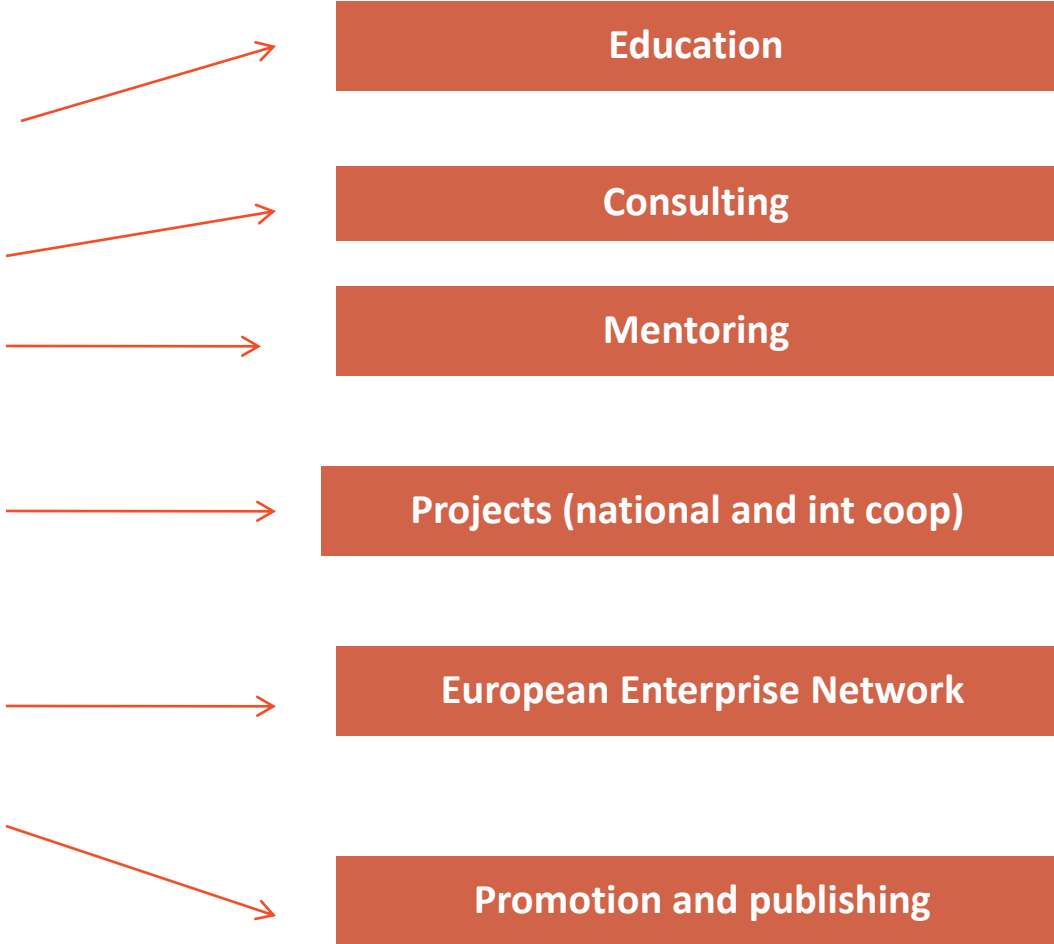 Education
Consulting
Mentoring
Projects (national and int coop)
European Enterprise Network
Promotion and publishing